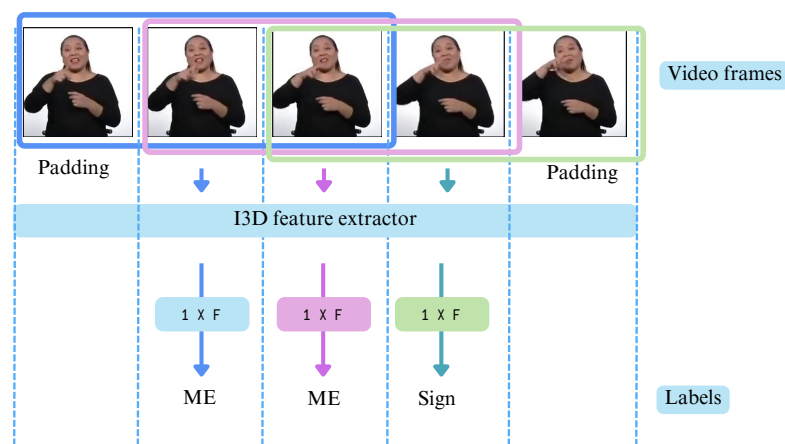 Video frames
Padding
Padding
I3D feature extractor
1 X F
1 X F
1 X F
ME
ME
Sign
Labels